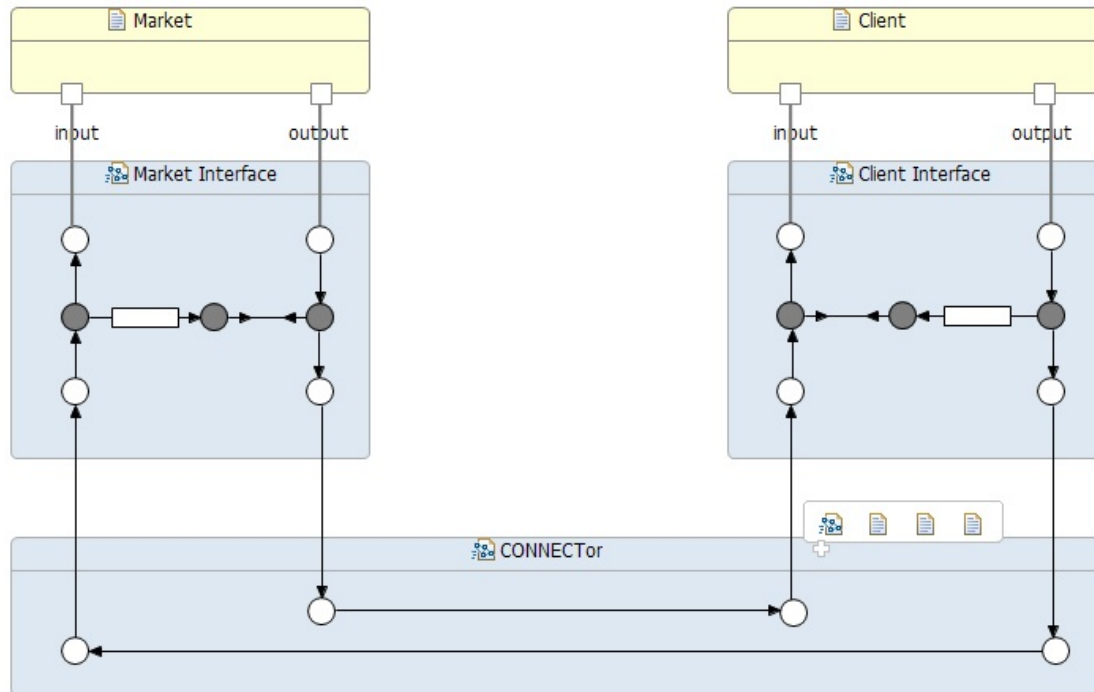 Market
Client
input
output
input
output
Market Interface
Client Interface
CONNECTor